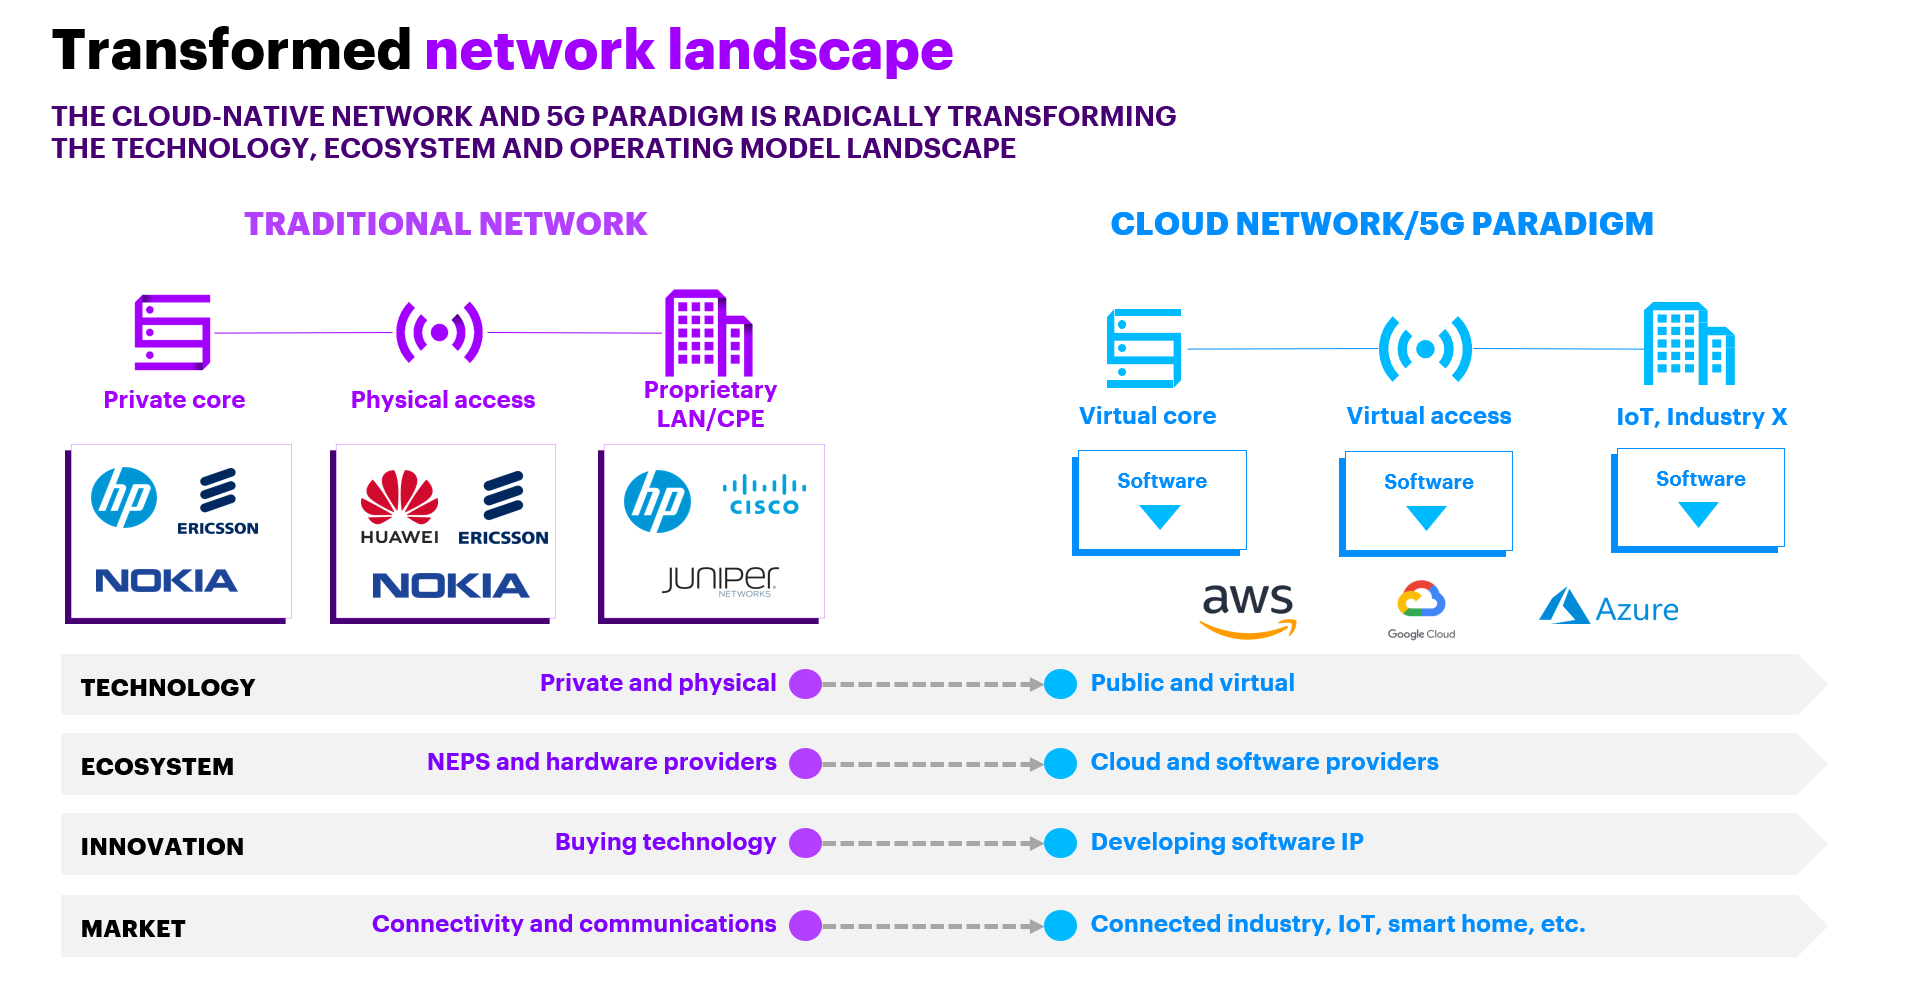 Transformed network landscape
THE CLOUD-NATIVE NETWORK AND 5G PARADIGM IS RADICALLY TRANSFORMING
THE TECHNOLOGY, ECOSYSTEM AND OPERATING MODEL LANDSCAPE
TRADITIONAL NETWORK
Private core
Physical access
Proprietary
LAN/CPE
hp
ERICSSON
NOKIA
HUAWEI
ERICSSON
NOKIA
hp
CISCO
JUNIPER
NETWORKS
CLOUD NETWORK/5G PARADIGM
Virtual core
Virtual access
IoT, Industry X
Software
Software
Software
aws
Google Cloud
Azure
TECHNOLOGY
Private and physical
Public and virtual
ECOSYSTEM
NEPS and hardware providers
Cloud and software providers
INNOVATION
Buying technology
Developing software IP
MARKET
Connectivity and communications
Connected industry, IoT, smart home, etc.